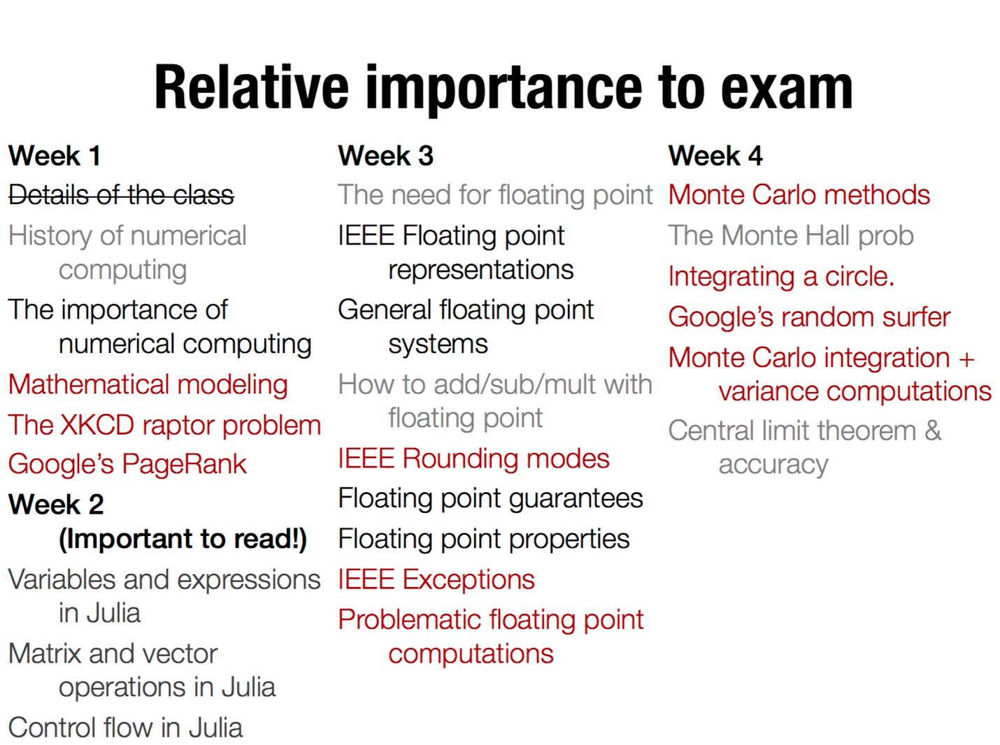 Relative importance to exam
Week 1
Details of the class
History of numerical
computing
The importance of
numerical computing
Mathematical modeling
The XKCD raptor problem
Google’s PageRank
Week 2
(Important to read!)
Variables and expressions
in Julia
Matrix and vector
operations in Julia
Control flow in Julia
Week 3
The need for floating point
IEEE Floating point
representations
General floating point
systems
How to add/sub/mult with
floating point
IEEE Rounding modes
Floating point guarantees
Floating point properties
IEEE Exceptions
Problematic floating point
computations
Week 4
Monte Carlo methods
The Monte Hall prob
Integrating a circle.
Google’s random surfer
Monte Carlo integration +
variance computations
Central limit theorem &
accuracy